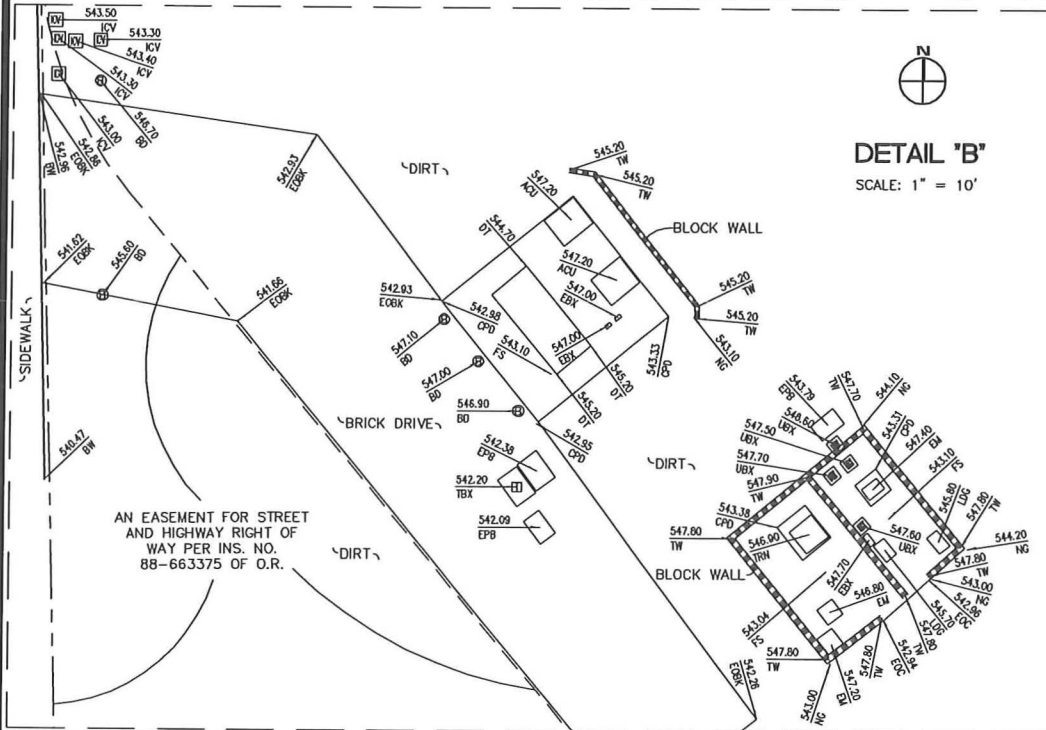 543.50
ICV
543.30
ICV
543.40
ICV
543.30
ICV
546.70
BD
543.00
ICV
542.88
EOBK
542.96
BW
ICV
ICV
ICV
N
DETAIL "B"
SCALE: 1" = 10'
542.93
EOBK
DIRT
545.20
TW
545.20
TW
BLOCK WALL
547.20
ACU
544.70
DT
547.20
ACU
547.00
EBX
547.00
EBX
545.20
TW
545.20
TW
543.10
NG
541.62
EOBK
545.60
BD
541.66
EOBK
SIDEWALK
542.93
EOBK
542.98
CPD
547.10
BD
543.10
FS
547.00
BD
543.33
CPD
545.20
DT
545.20
DT
546.90
BD
542.95
CPD
BRICK DRIVE
542.38
EPB
542.20
TBX
542.09
EPB
540.47
BW
AN EASEMENT FOR STREET
AND HIGHWAY RIGHT OF
WAY PER INS. NO.
88-663375 OF O.R.
DIRT
DIRT
543.79
EPB
547.70
TW
544.10
NG
543.31
CPD
547.40
EM
543.10
FS
545.80
LDG
547.80
TW
544.20
NG
548.60
UBX
547.50
UBX
547.70
UBX
547.90
TW
543.38
CPD
547.80
TW
546.90
TRN
BLOCK WALL
547.60
UBX
547.70
EBX
546.80
EM
547.80
TW
543.00
NG
542.96
EOC
545.70
LDG
547.80
TW
542.94
EOC
547.80
TW
543.04
FS
547.80
TW
547.20
EM
543.00
NG
542.26
EOBK